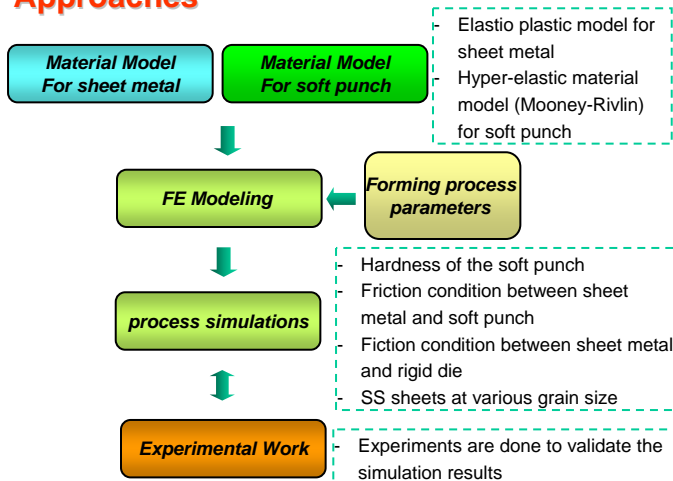 Approaches
Material Model
For sheet metal
Material Model
For soft punch
- Elastio plastic model for
sheet metal
- Hyper-elastic material
model (Mooney-Rivlin)
for soft punch
FE Modeling
Forming process
parameters
process simulations
- Hardness of the soft punch
- Friction condition between sheet
metal and soft punch
- Fiction condition between sheet metal
and rigid die
- SS sheets at various grain size
Experimental Work
- Experiments are done to validate the
simulation results